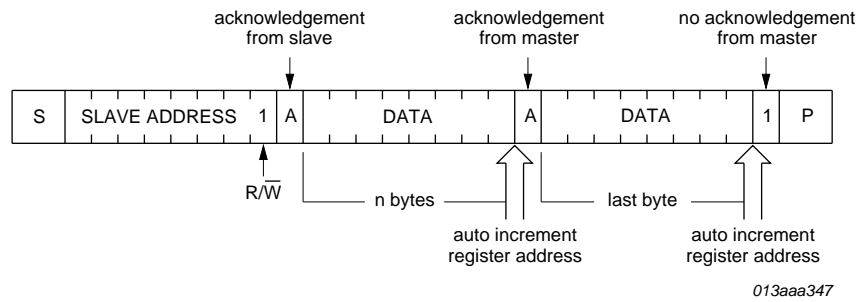 acknowledgement
from slave
acknowledgement
from master
no acknowledgement
from master
S SLAVE ADDRESS 1 A DATA A DATA 1 P
R/W̅
n bytes
last byte
auto increment
register address
auto increment
register address
013aaa347